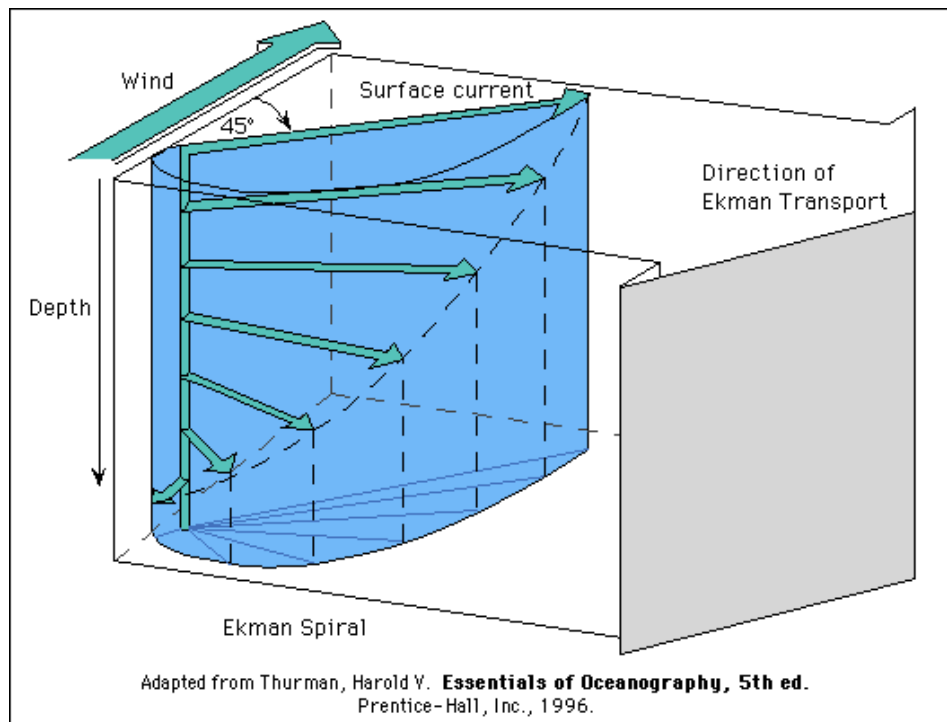 Wind
Surface current
45°
Direction of
Ekman Transport
Depth
Ekman Spiral
Adapted from Thurman, Harold V. Essentials of Oceanography, 5th ed.
Prentice-Hall, Inc., 1996.